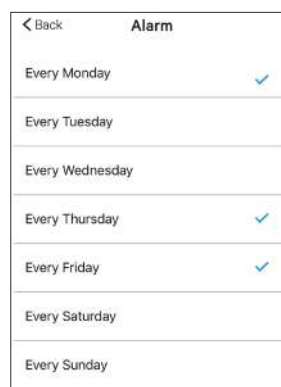 Back Alarm
Every Monday
Every Tuesday
Every Wednesday
Every Thursday
Every Friday
Every Saturday
Every Sunday